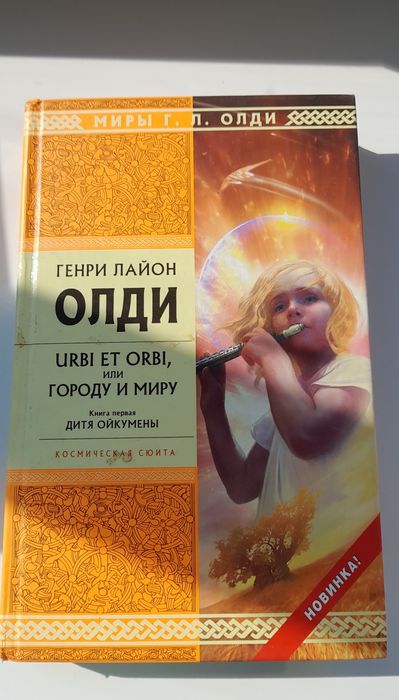 МИРЫ Г. Л. ОЛДИ
ГЕНРИ ЛАЙОН
ОЛДИ
URBI ET ORBI,
ИЛИ
ГОРОДУ И МИРУ
Книга первая
ДИТЯ ОЙКУМЕНЫ
КОСМИЧЕСКАЯ СЮИТА
НОВИНКА!